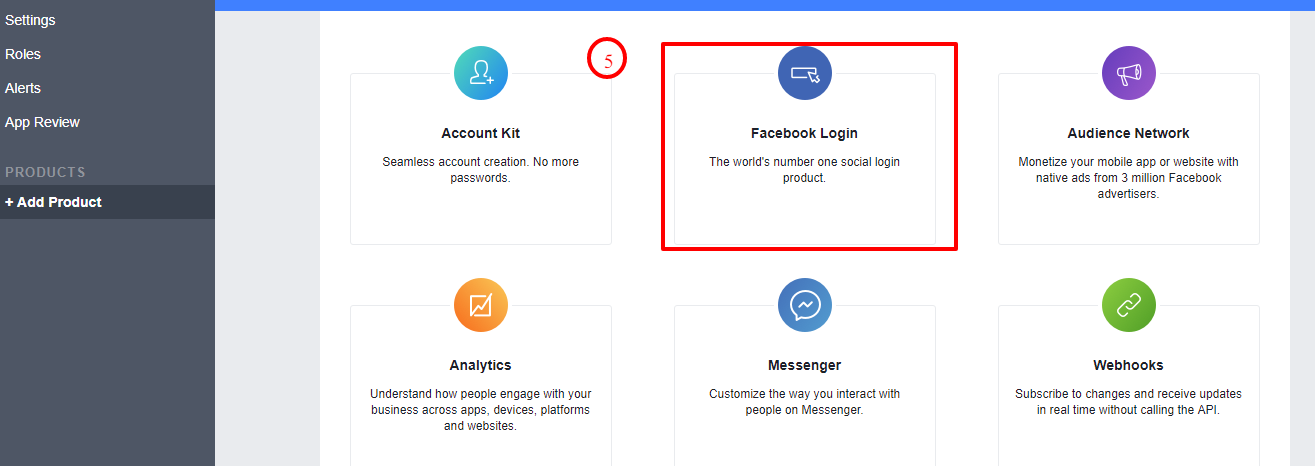 Settings
Roles
Alerts
App Review
PRODUCTS
+ Add Product
5
Account Kit
Seamless account creation. No more
passwords.
Facebook Login
The world's number one social login
product.
Audience Network
Monetize your mobile app or website with
native ads from 3 million Facebook
advertisers.
Analytics
Understand how people engage with your
business across apps, devices, platforms
and websites.
Messenger
Customize the way you interact with
people on Messenger.
Webhooks
Subscribe to changes and receive updates
in real time without calling the API.